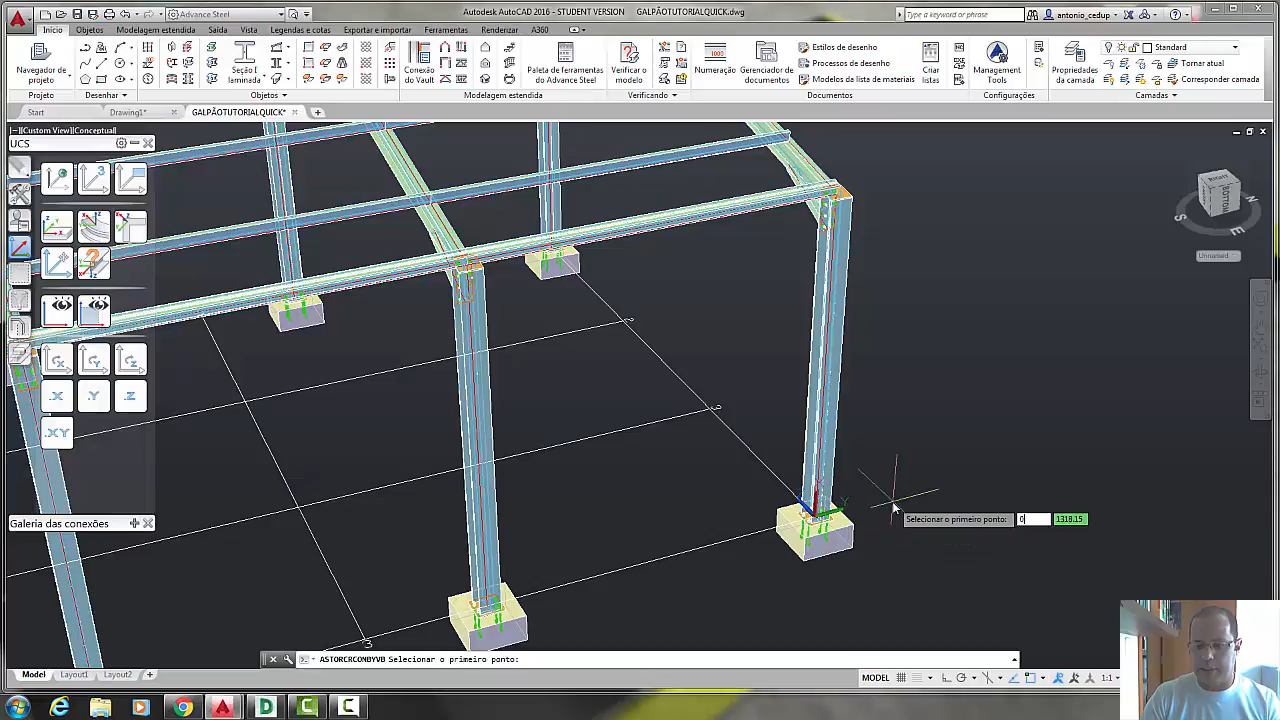 Advance Steel
Autodesk AutoCAD 2016 - STUDENT VERSION GALPÃOTUTORIALQUICK.dwg
Type a keyword or phrase
antonio_cedup
Início Objetos Modelagem estendida Saída Vista Legendas e cotas Exportar e importar Ferramentas Renderizar A360
Navegador de projeto
Seção I laminada
Conexão Vault
Paleta de ferramentas do Advance Steel
Verificar o modelo
Numeração
Gerenciador de documentos
Estilos de desenho
Processos de desenho
Modelos da lista de materiais
Criar listas
Management Tools
Propriedades da camada
Standard
Tornar atual
Corresponder camada
Projeto Desenhar Objetos Modelagem estendida Verificando Documentos Configurações Camadas
Start Drawing1* GALPÃOTUTORIALQUICK*
[−][Custom View][Conceptual]
UCS
3
.X .Y .Z
.XY
Galeria das conexões
Unnamed
Selecionar o primeiro ponto: 0 1318.15
ASTORCRCONBYVB Selecionar o primeiro ponto:
Model Layout1 Layout2
MODEL
1:1